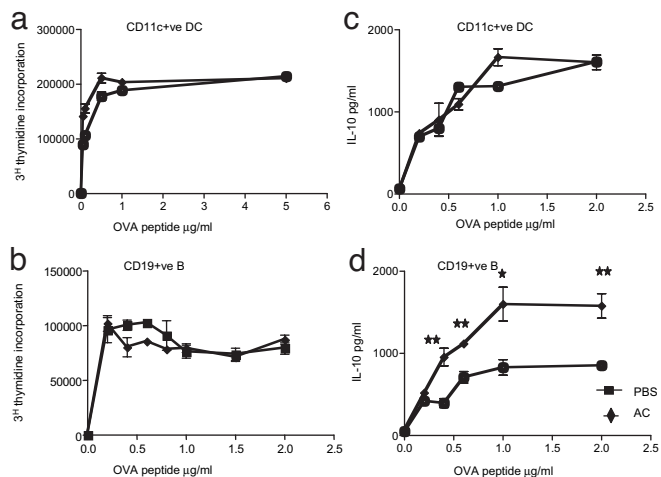 a
CD11c+ve DC
3H thymidine incorporation
300000
200000
100000
0
0 1 2 3 4 5 6
OVA peptide µg/ml
c
CD11c+ve DC
IL-10 pg/ml
2000
1000
0
0.0 0.5 1.0 1.5 2.0 2.5
OVA peptide µg/ml
b
CD19+ve B
3H thymidine incorporation
150000
100000
50000
0
0.0 0.5 1.0 1.5 2.0 2.5
OVA peptide µg/ml
d
CD19+ve B
IL-10 pg/ml
2000
1000
0
0.0 0.5 1.0 1.5 2.0 2.5
OVA peptide µg/ml
PBS
AC